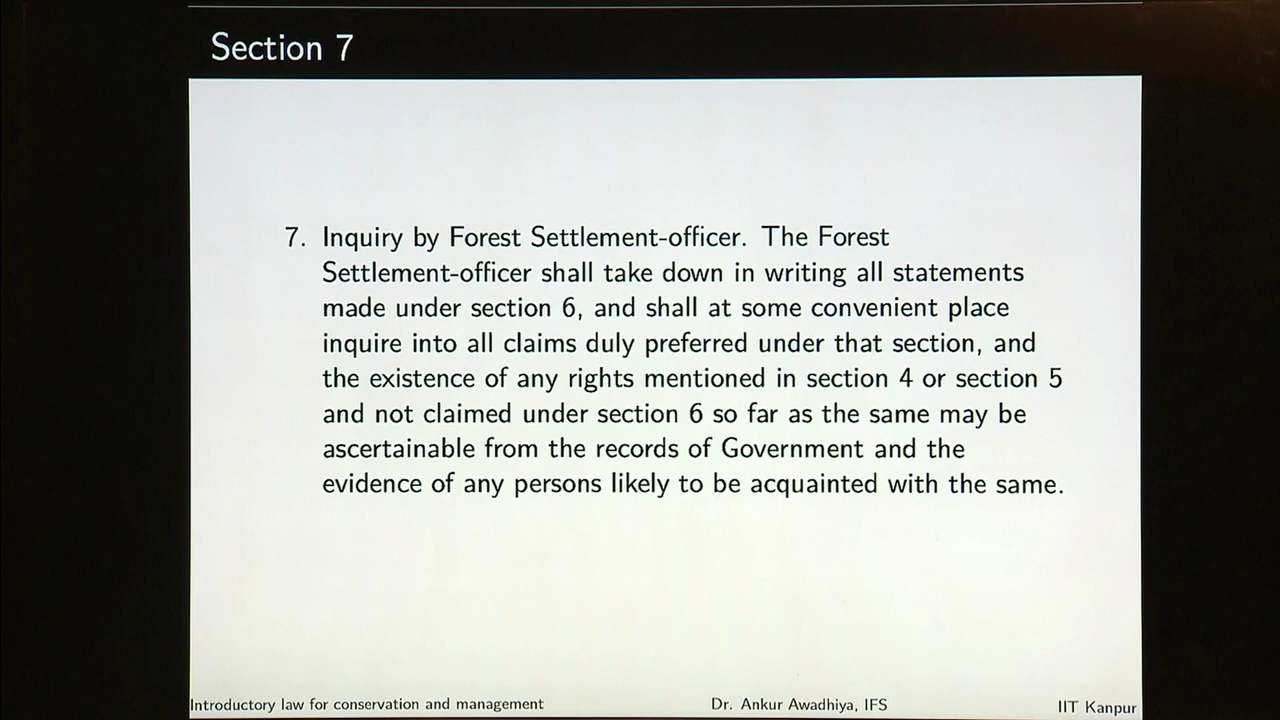 Section 7
7. Inquiry by Forest Settlement-officer. The Forest
Settlement-officer shall take down in writing all statements
made under section 6, and shall at some convenient place
inquire into all claims duly preferred under that section, and
the existence of any rights mentioned in section 4 or section 5
and not claimed under section 6 so far as the same may be
ascertainable from the records of Government and the
evidence of any persons likely to be acquainted with the same.
Introductory law for conservation and management Dr. Ankur Awadhiya, IFS IIT Kanpur